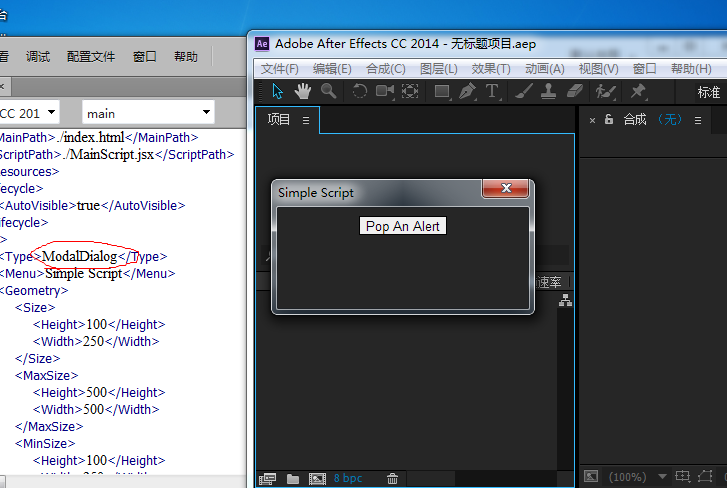 台
看 调试 配置文件 窗口 帮助
CC 201 main
MainPath>./index.html</MainPath>
ScriptPath>./MainScript.jsx</ScriptPath>
esources>
ecycle>
<AutoVisible>true</AutoVisible>
ifecycle>
>
<Type>ModalDialog</Type>
<Menu>Simple Script</Menu>
<Geometry>
<Size>
<Height>100</Height>
<Width>250</Width>
</Size>
<MaxSize>
<Height>500</Height>
<Width>500</Width>
</MaxSize>
<MinSize>
<Height>100</Height>
Ae Adobe After Effects CC 2014 - 无标题项目.aep
文件(F) 编辑(E) 合成(C) 图层(L) 效果(T) 动画(A) 视图(V) 窗口 帮助(H)
T 标准
项目
× 合成 (无)
Simple Script
Pop An Alert
速率
8 bpc
(100%)